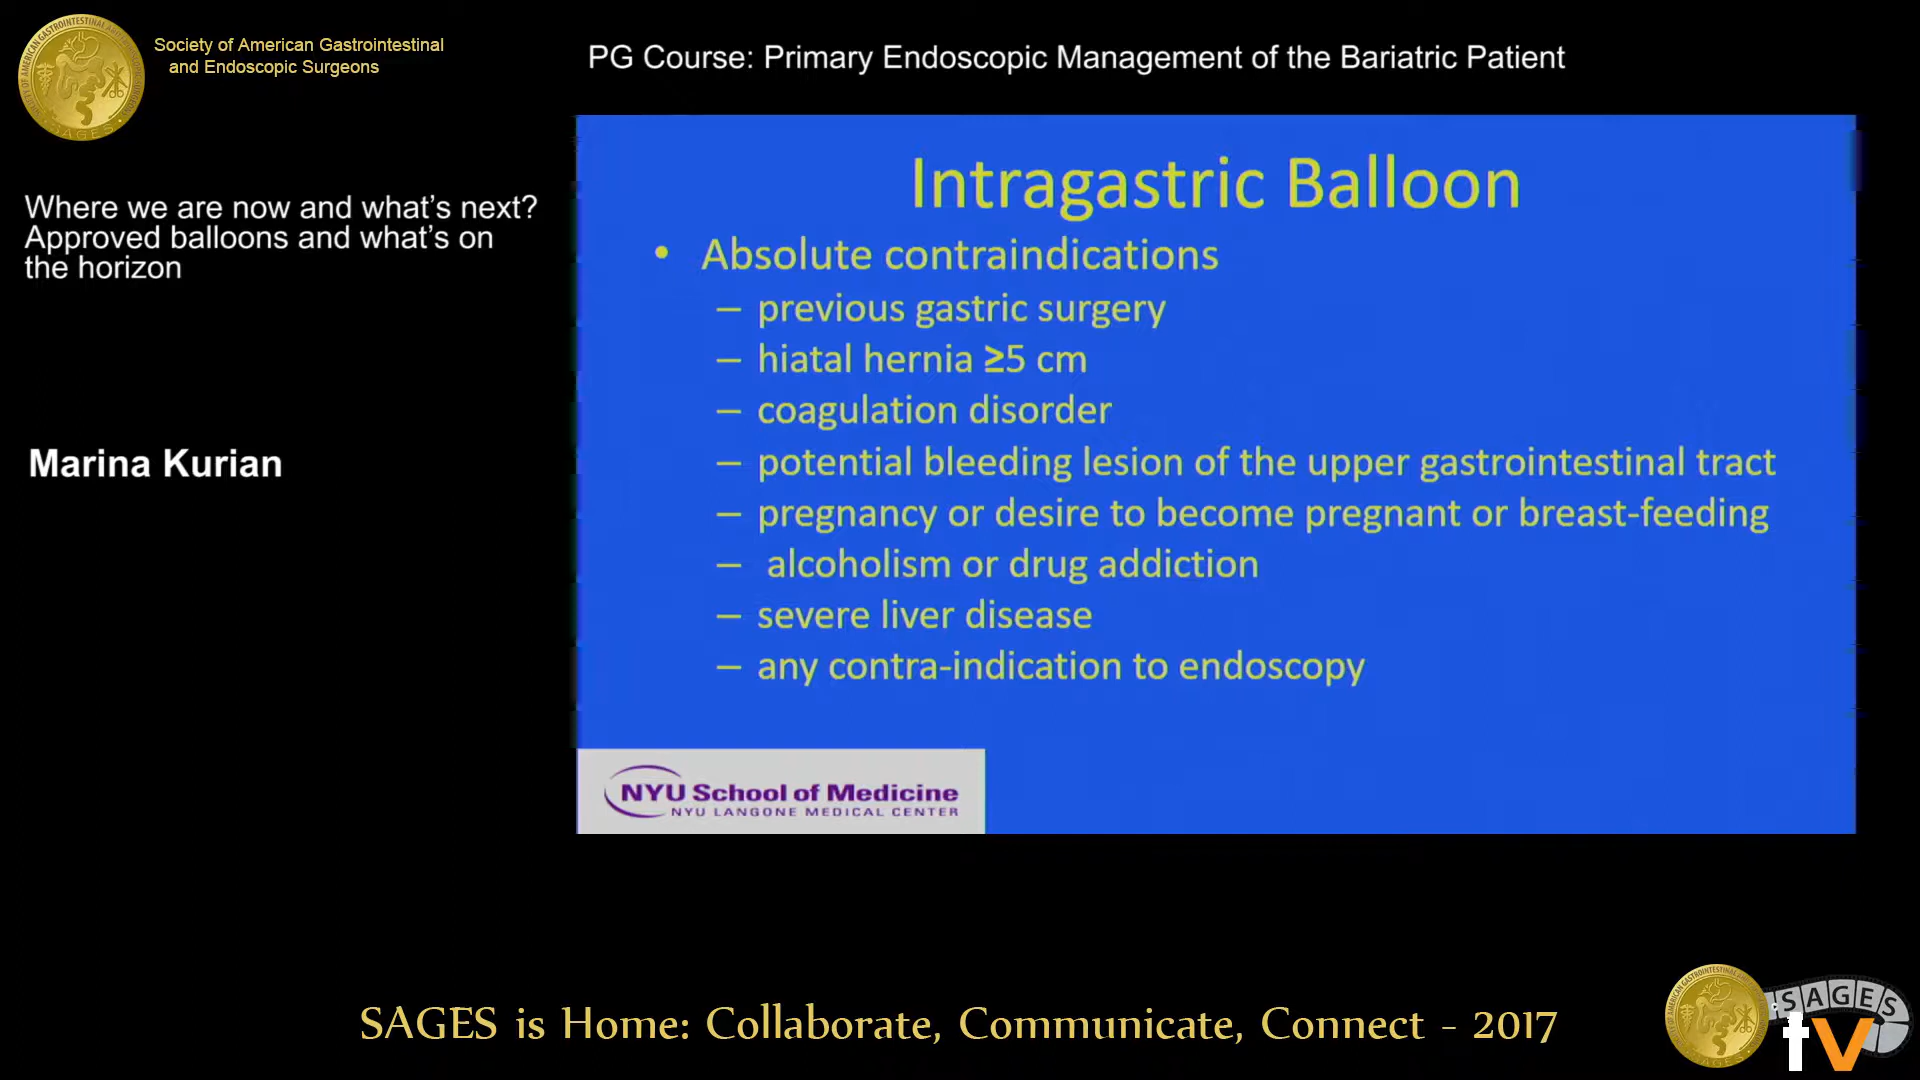 Society of American Gastrointestinal
and Endoscopic Surgeons
PG Course: Primary Endoscopic Management of the Bariatric Patient
Where we are now and what's next?
Approved balloons and what's on
the horizon
Marina Kurian
Intragastric Balloon
• Absolute contraindications
– previous gastric surgery
– hiatal hernia ≥5 cm
– coagulation disorder
– potential bleeding lesion of the upper gastrointestinal tract
– pregnancy or desire to become pregnant or breast-feeding
– alcoholism or drug addiction
– severe liver disease
– any contra-indication to endoscopy
NYU School of Medicine
NYU LANGONE MEDICAL CENTER
SAGES is Home: Collaborate, Communicate, Connect - 2017
SAGES
tv